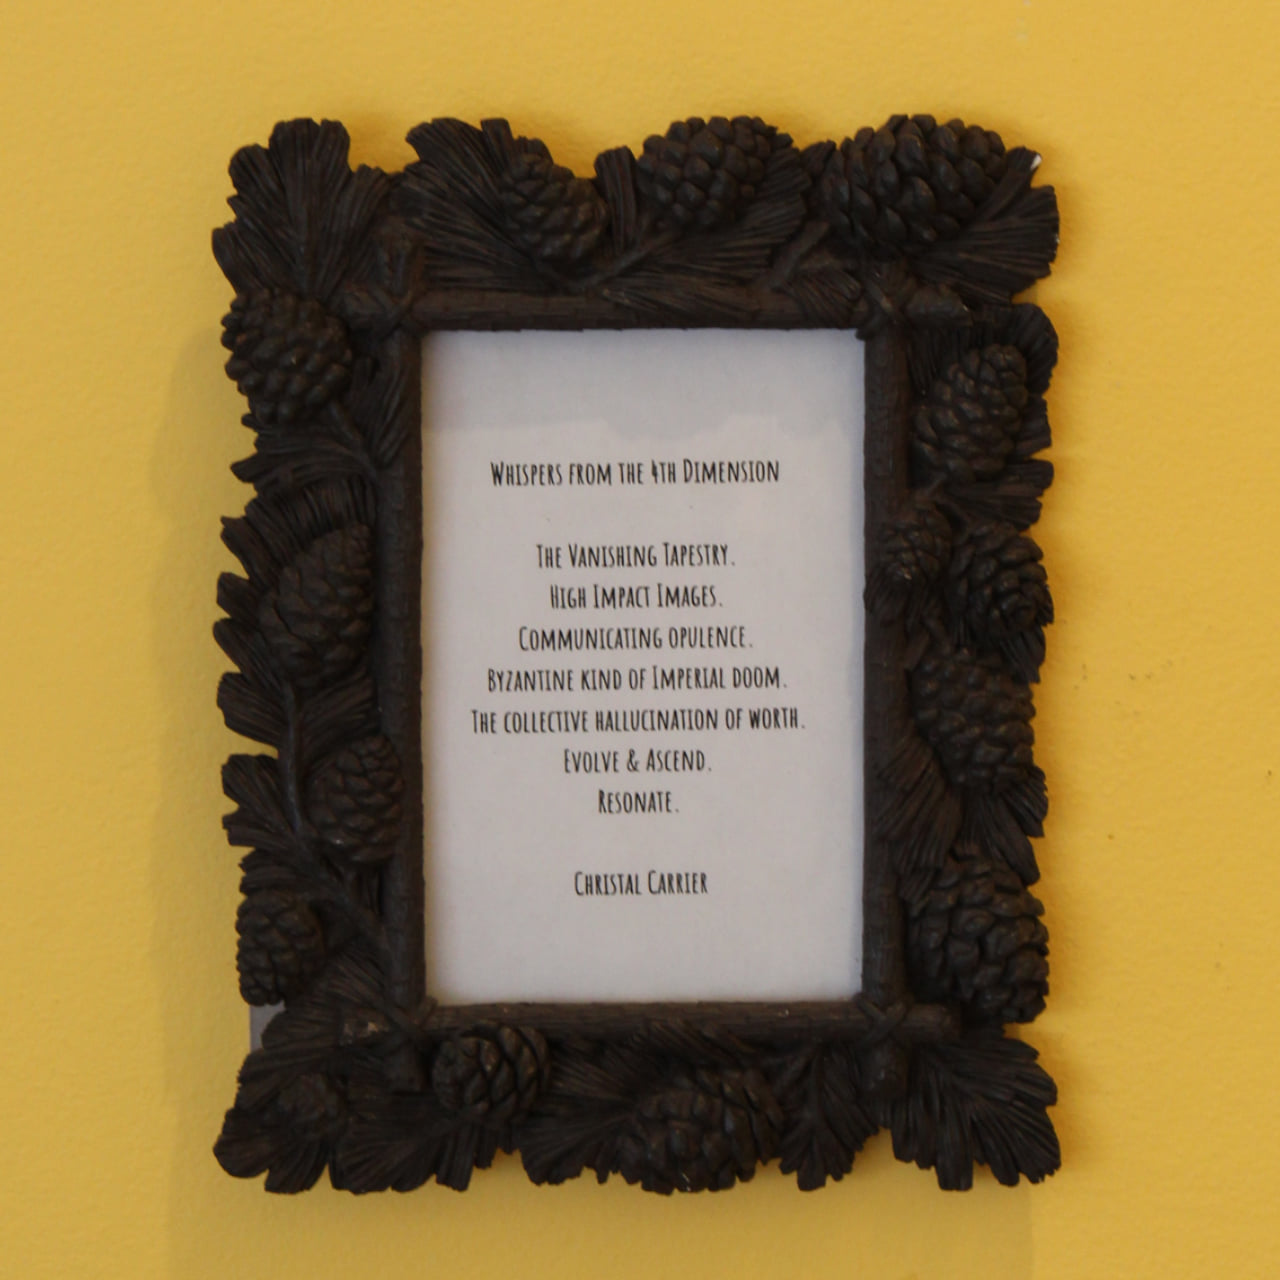 Whispers from the 4th Dimension
The Vanishing Tapestry.
High Impact Images.
Communicating opulence.
Byzantine kind of Imperial doom.
The collective hallucination of worth.
Evolve & Ascend.
Resonate.
Christal Carrier